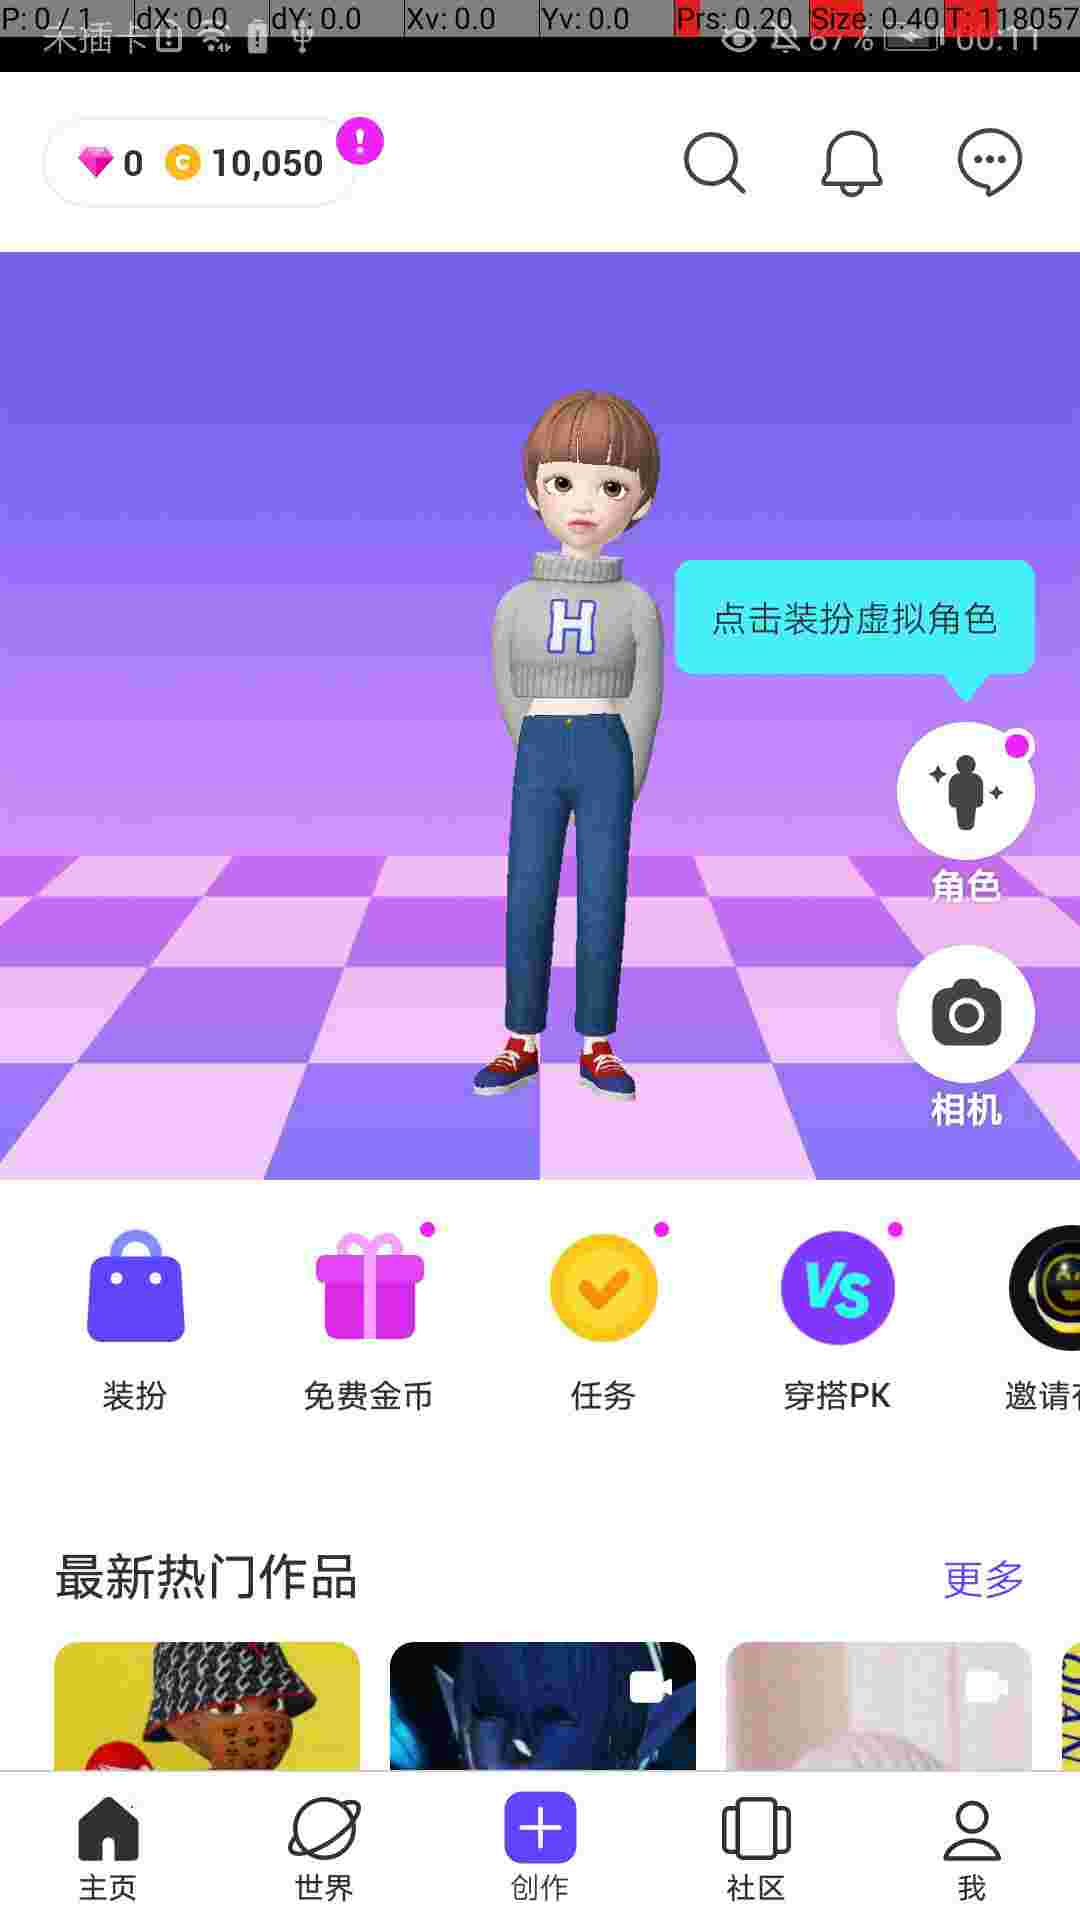 P: 0 / 1 dX: 0.0 dY: 0.0 Xv: 0.0 Yv: 0.0 Prs: 0.20 Size: 0.40 T: 118057
未插卡 87% 00:11
0 10,050
H
点击装扮虚拟角色
角色
相机
VS
装扮 免费金币 任务 穿搭PK 邀请
最新热门作品 更多
主页 世界 创作 社区 我